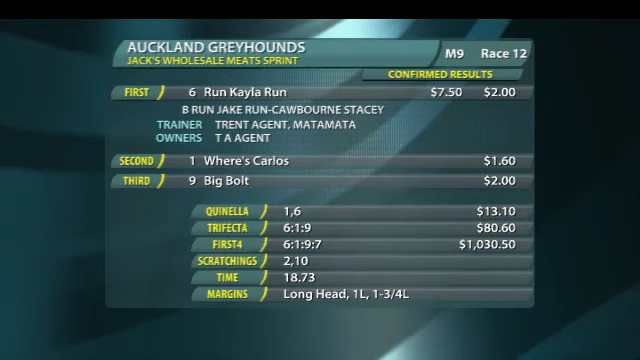 AUCKLAND GREYHOUNDS M9 Race 12
JACK'S WHOLESALE MEATS SPRINT
CONFIRMED RESULTS
FIRST 6 Run Kayla Run $7.50 $2.00
B RUN JAKE RUN-CAWBOURNE STACEY
TRAINER TRENT AGENT, MATAMATA
OWNERS T A AGENT
SECOND 1 Where's Carlos $1.60
THIRD 9 Big Bolt $2.00
QUINELLA 1,6 $13.10
TRIFECTA 6:1:9 $80.60
FIRST4 6:1:9:7 $1,030.50
SCRATCHINGS 2,10
TIME 18.73
MARGINS Long Head, 1L, 1-3/4L